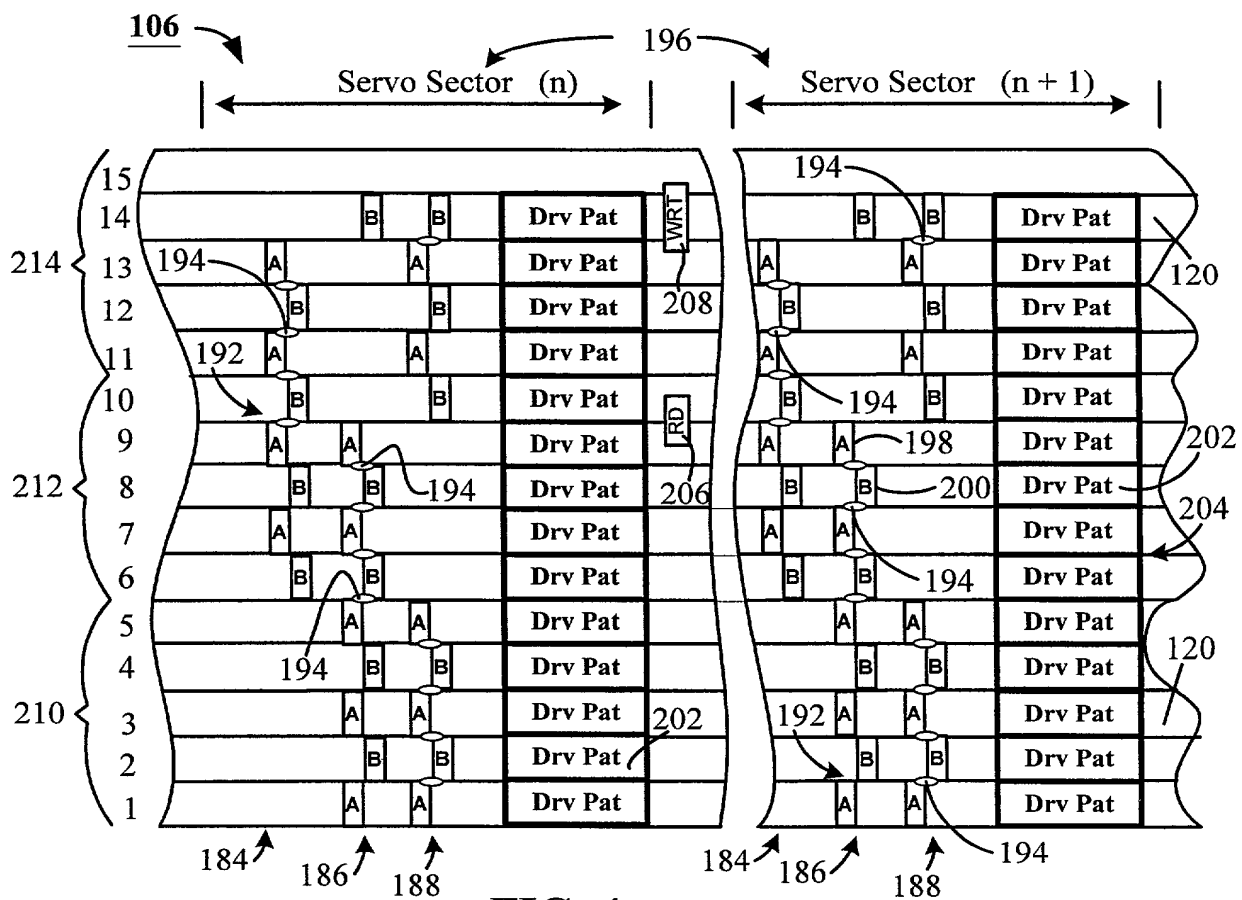 106
196
Servo Sector (n)
Servo Sector (n + 1)
15
194
14 B B Drv Pat WRT B B Drv Pat
214 194 13 A A Drv Pat 208 A A Drv Pat 120
12 B B Drv Pat B B Drv Pat
192 11 A A Drv Pat A A Drv Pat
10 B B Drv Pat B 194 B Drv Pat
9 A A Drv Pat RD A A 198 Drv Pat 202
212 8 B B 194 Drv Pat 206 B B 200 Drv Pat
7 A A Drv Pat A A Drv Pat 204
6 B B Drv Pat B B 194 Drv Pat
5 A A Drv Pat A A Drv Pat
4 194 B B Drv Pat B B Drv Pat 120
210 3 A A Drv Pat 202 192 A A Drv Pat
2 B B Drv Pat B B Drv Pat
1 A A Drv Pat A A Drv Pat
184 186 188 184 186 188 194
FIG